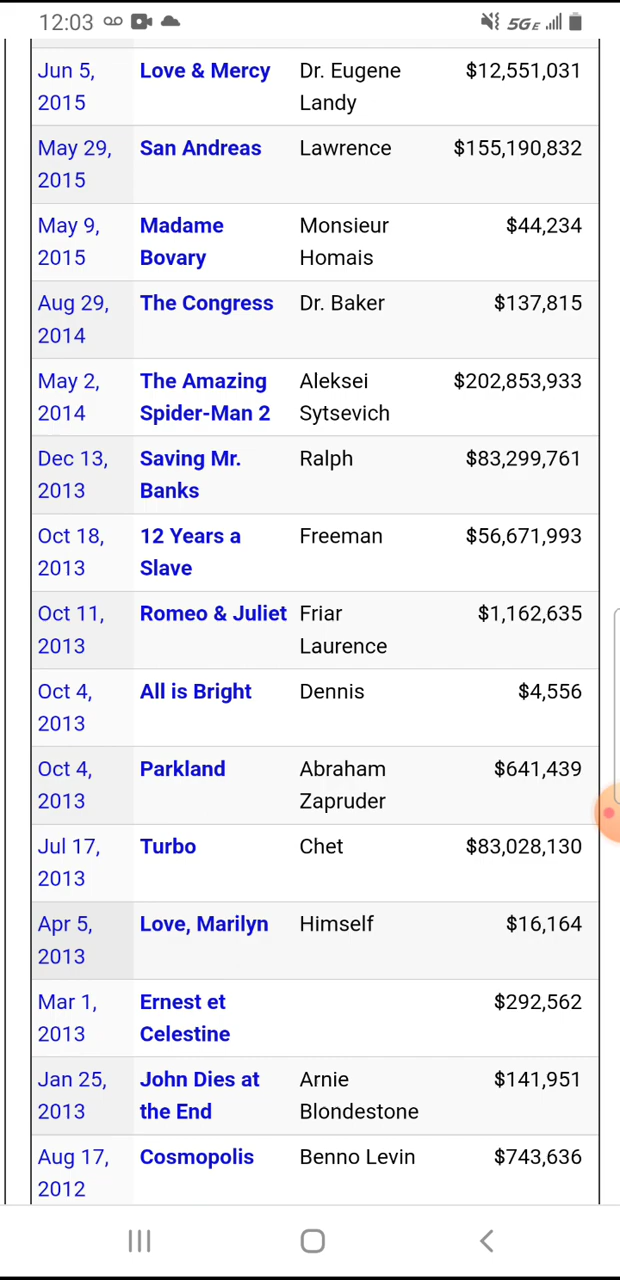 12:03 5GE
Jun 5, Love & Mercy Dr. Eugene $12,551,031
2015 Landy
May 29, San Andreas Lawrence $155,190,832
2015
May 9, Madame Monsieur $44,234
2015 Bovary Homais
Aug 29, The Congress Dr. Baker $137,815
2014
May 2, The Amazing Aleksei $202,853,933
2014 Spider-Man 2 Sytsevich
Dec 13, Saving Mr. Ralph $83,299,761
2013 Banks
Oct 18, 12 Years a Freeman $56,671,993
2013 Slave
Oct 11, Romeo & Juliet Friar $1,162,635
2013 Laurence
Oct 4, All is Bright Dennis $4,556
2013
Oct 4, Parkland Abraham $641,439
2013 Zapruder
Jul 17, Turbo Chet $83,028,130
2013
Apr 5, Love, Marilyn Himself $16,164
2013
Mar 1, Ernest et $292,562
2013 Celestine
Jan 25, John Dies at Arnie $141,951
2013 the End Blondestone
Aug 17, Cosmopolis Benno Levin $743,636
2012